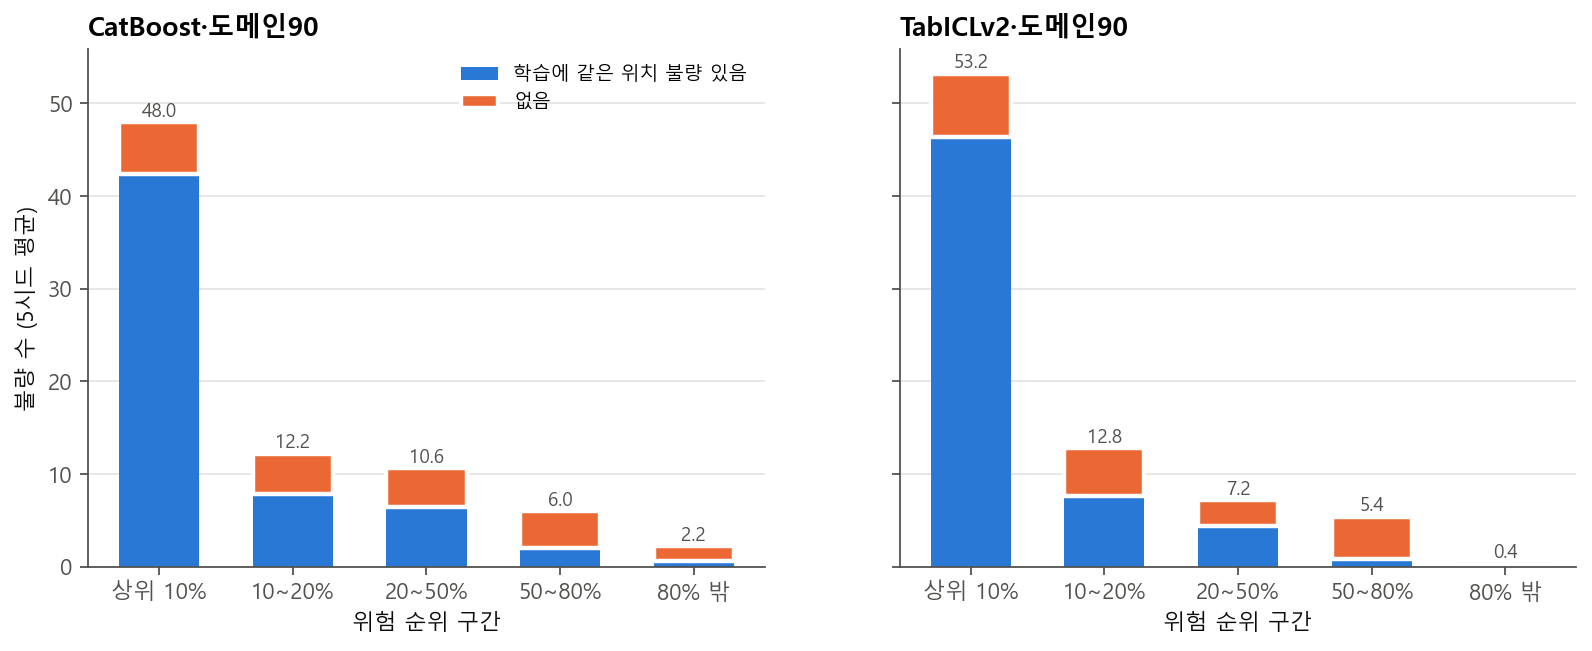 CatBoost·도메인90
학습에 같은 위치 불량 있음
없음
불량 수 (5시드 평균)
50
40
30
20
10
0
48.0
12.2
10.6
6.0
2.2
상위 10%
10~20%
20~50%
50~80%
80% 밖
위험 순위 구간
TabICLv2·도메인90
53.2
12.8
7.2
5.4
0.4
상위 10%
10~20%
20~50%
50~80%
80% 밖
위험 순위 구간